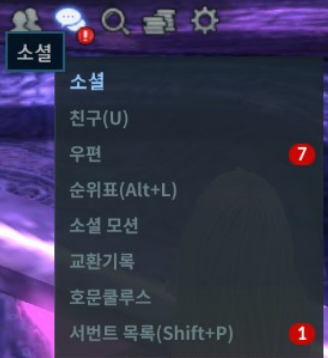 소셜
소셜
친구(U)
우편 7
순위표(Alt+L)
소셜 모션
교환기록
호문쿨루스
서번트 목록(Shift+P) 1